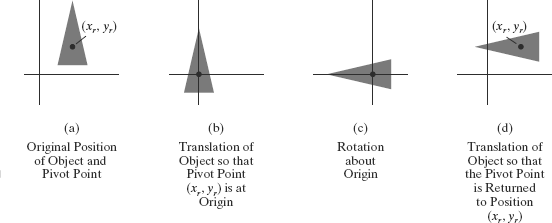 (x_r, y_r)
(x_r, y_r)
(a)
Original Position
of Object and
Pivot Point
(b)
Translation of
Object so that
Pivot Point
(x_r, y_r) is at
Origin
(c)
Rotation
about
Origin
(d)
Translation of
Object so that
the Pivot Point
is Returned
to Position
(x_r, y_r)